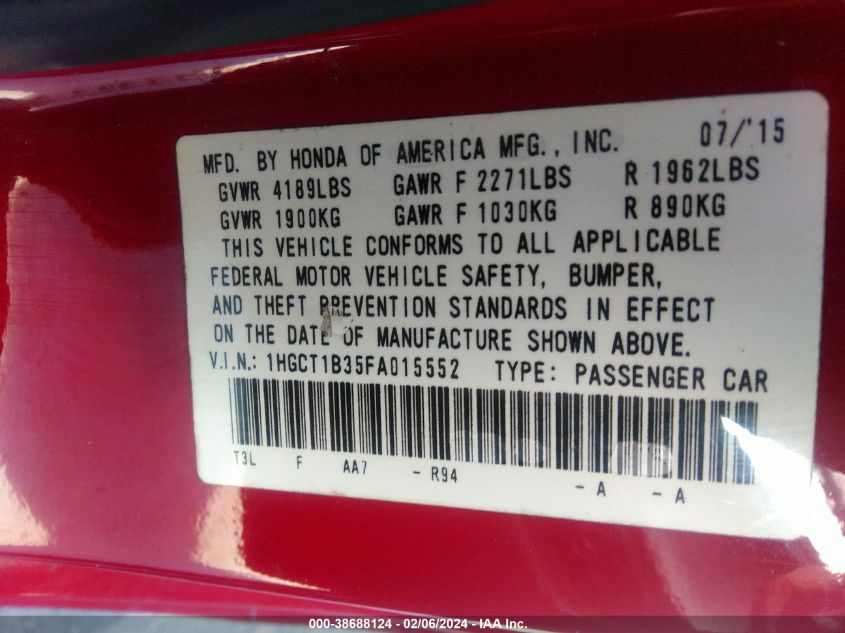 MFD. BY HONDA OF AMERICA MFG., INC. 07/'15
GVWR 4189LBS GAWR F 2271LBS R 1962LBS
GVWR 1900KG GAWR F 1030KG R 890KG
THIS VEHICLE CONFORMS TO ALL APPLICABLE
FEDERAL MOTOR VEHICLE SAFETY, BUMPER,
AND THEFT PREVENTION STANDARDS IN EFFECT
ON THE DATE OF MANUFACTURE SHOWN ABOVE.
V.I.N.: 1HGCT1B35FA015552 TYPE: PASSENGER CAR
T3L F AA7 - R94 - A - A
000-38688124 - 02/06/2024 - IAA Inc.